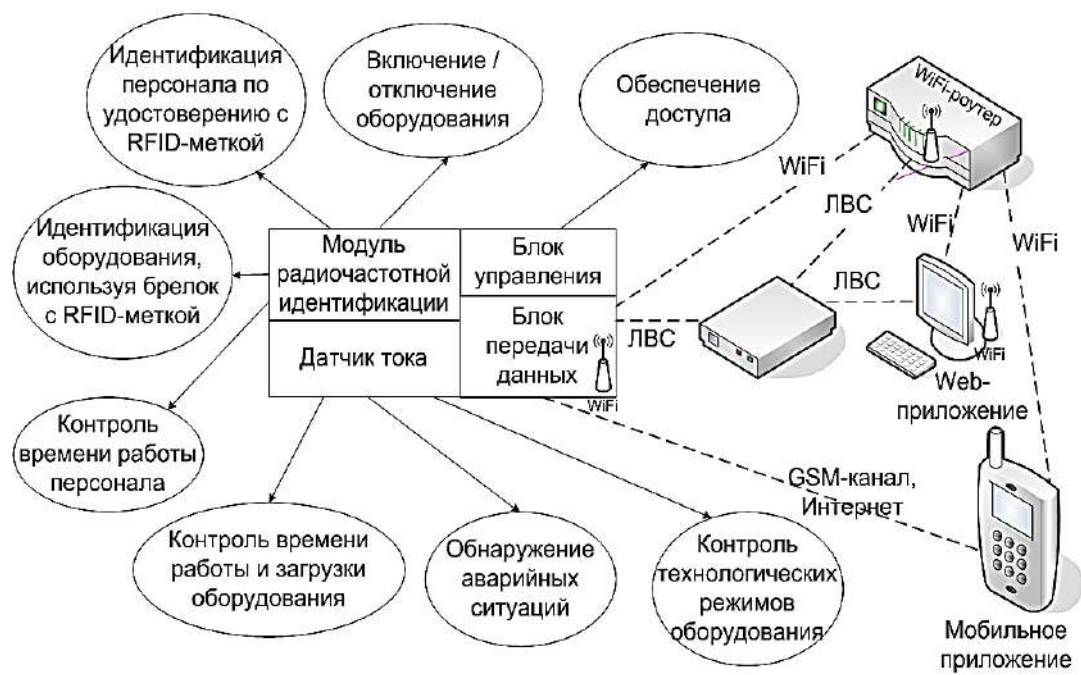 Идентификация
персонала по
удостоверению с
RFID-меткой
Включение /
отключение
оборудования
Обеспечение
доступа
WiFi-роутер
WiFi
ЛВС
WiFi
WiFi
Идентификация
оборудования,
используя брелок
с RFID-меткой
Модуль
радиочастотной
идентификации
Блок
управления
Датчик тока
Блок
передачи
данных
WiFi
ЛВС
ЛВС
WiFi
Web-
приложение
Контроль
времени работы
персонала
GSM-канал,
Интернет
Контроль времени
работы и загрузки
оборудования
Обнаружение
аварийных
ситуаций
Контроль
технологических
режимов
оборудования
Мобильное
приложение